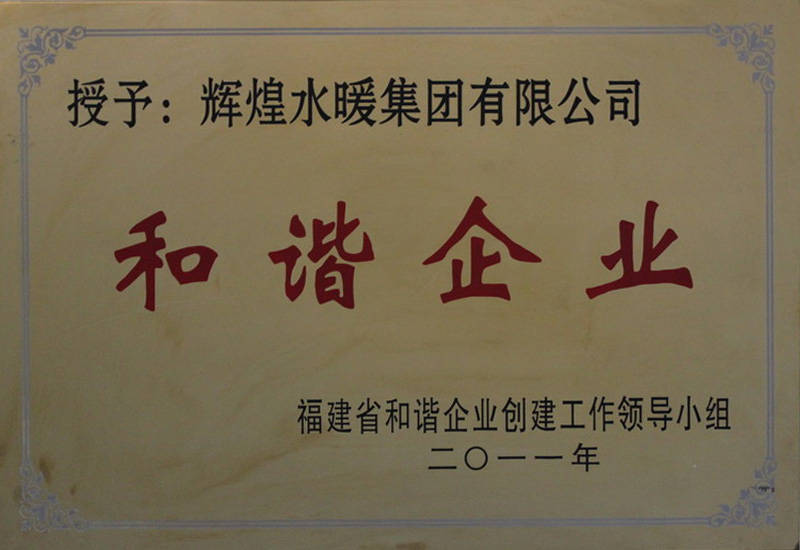 授予：辉煌水暖集团有限公司
和谐企业
福建省和谐企业创建工作领导小组
二〇一一年